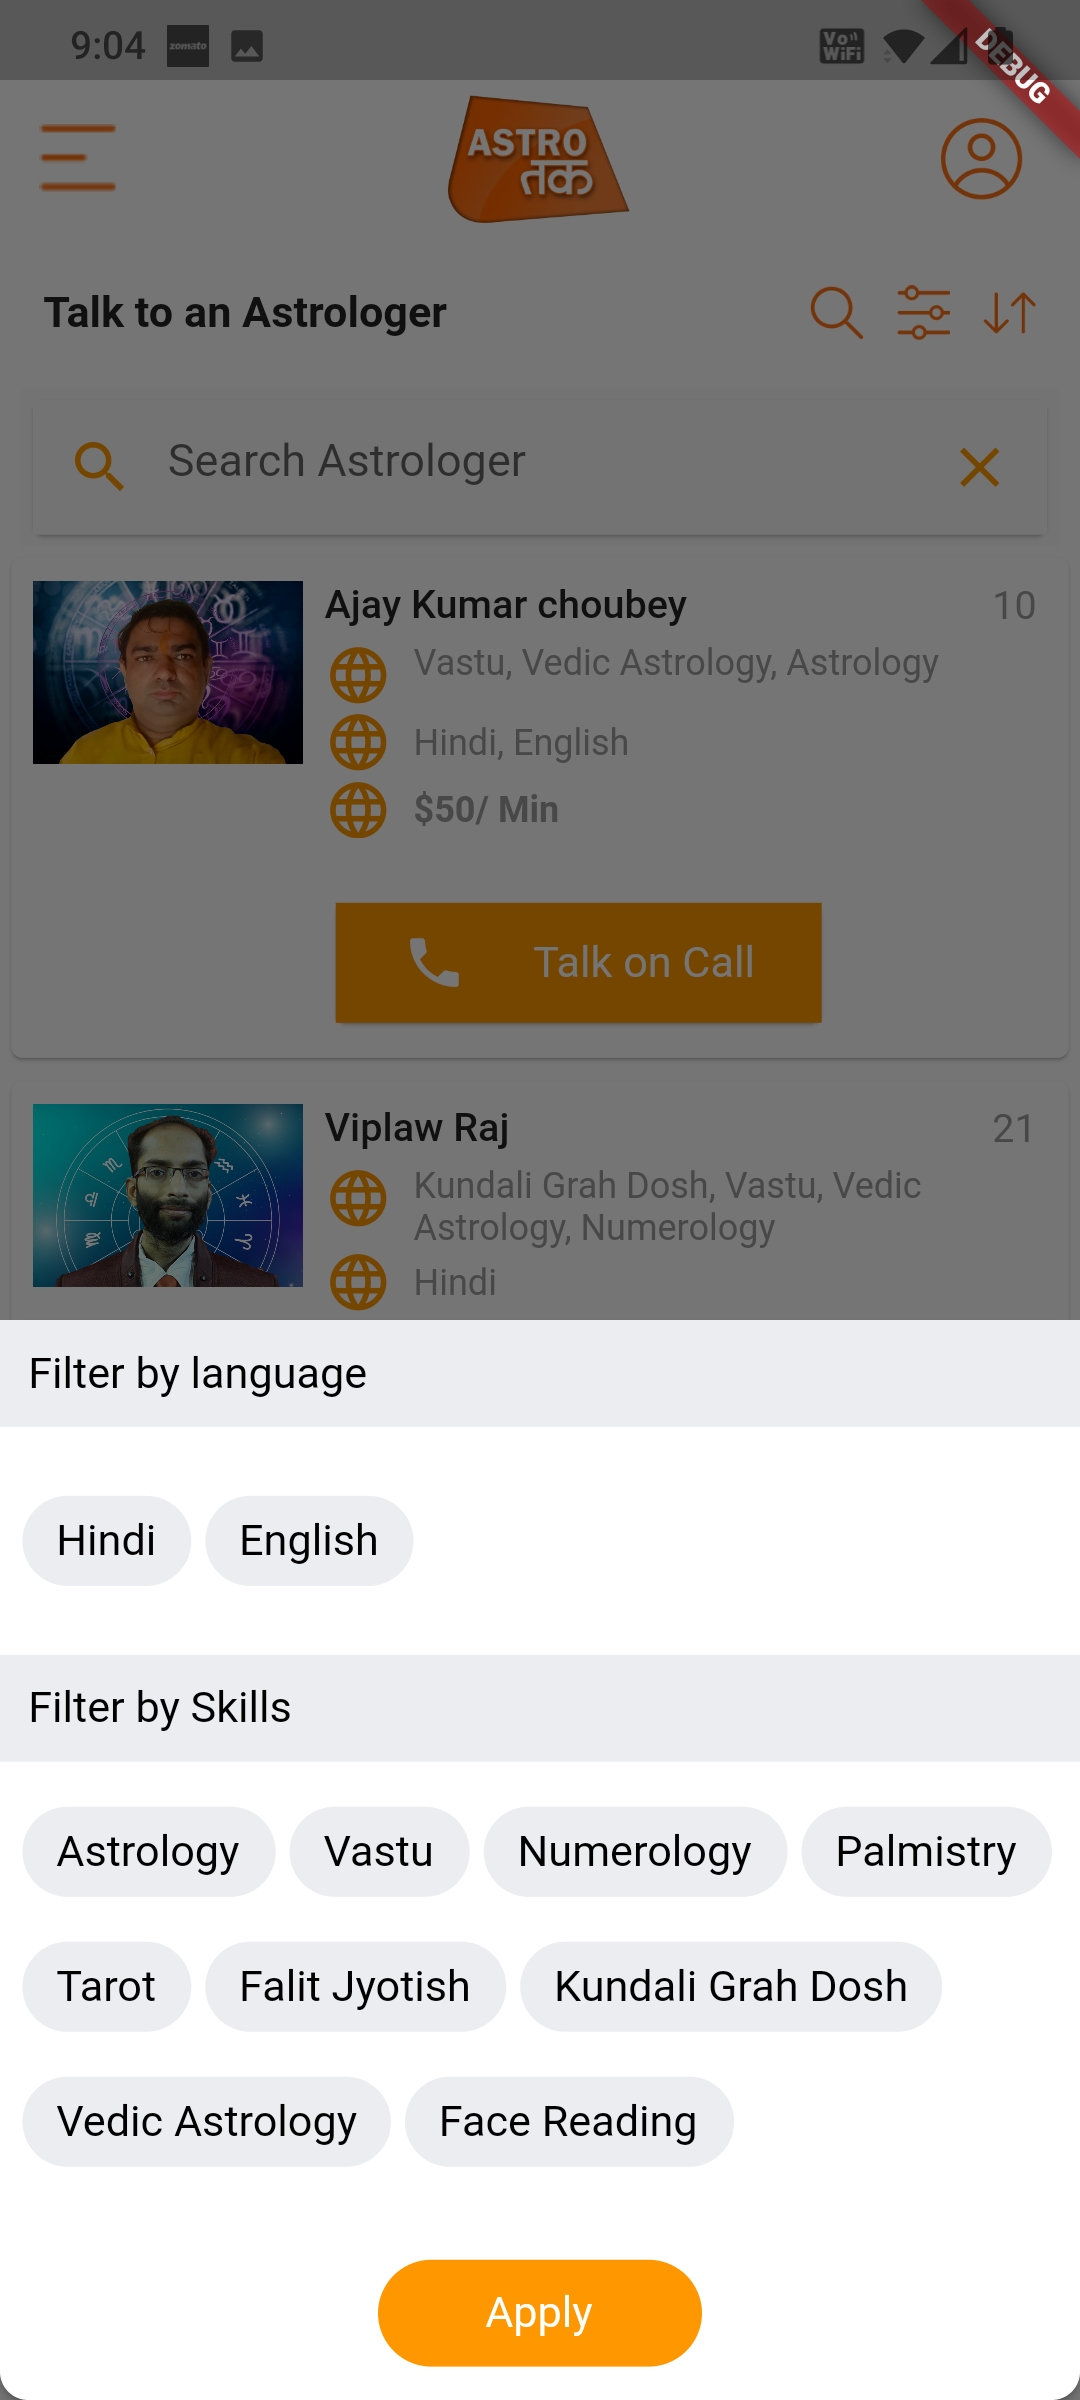 9:04
zomato
Vo
WiFi
DEBUG
ASTRO
तक
Talk to an Astrologer
Search Astrologer
Ajay Kumar choubey
10
Vastu, Vedic Astrology, Astrology
Hindi, English
$50/ Min
Talk on Call
Viplaw Raj
21
Kundali Grah Dosh, Vastu, Vedic
Astrology, Numerology
Hindi
Filter by language
Hindi English
Filter by Skills
Astrology Vastu Numerology Palmistry
Tarot Falit Jyotish Kundali Grah Dosh
Vedic Astrology Face Reading
Apply